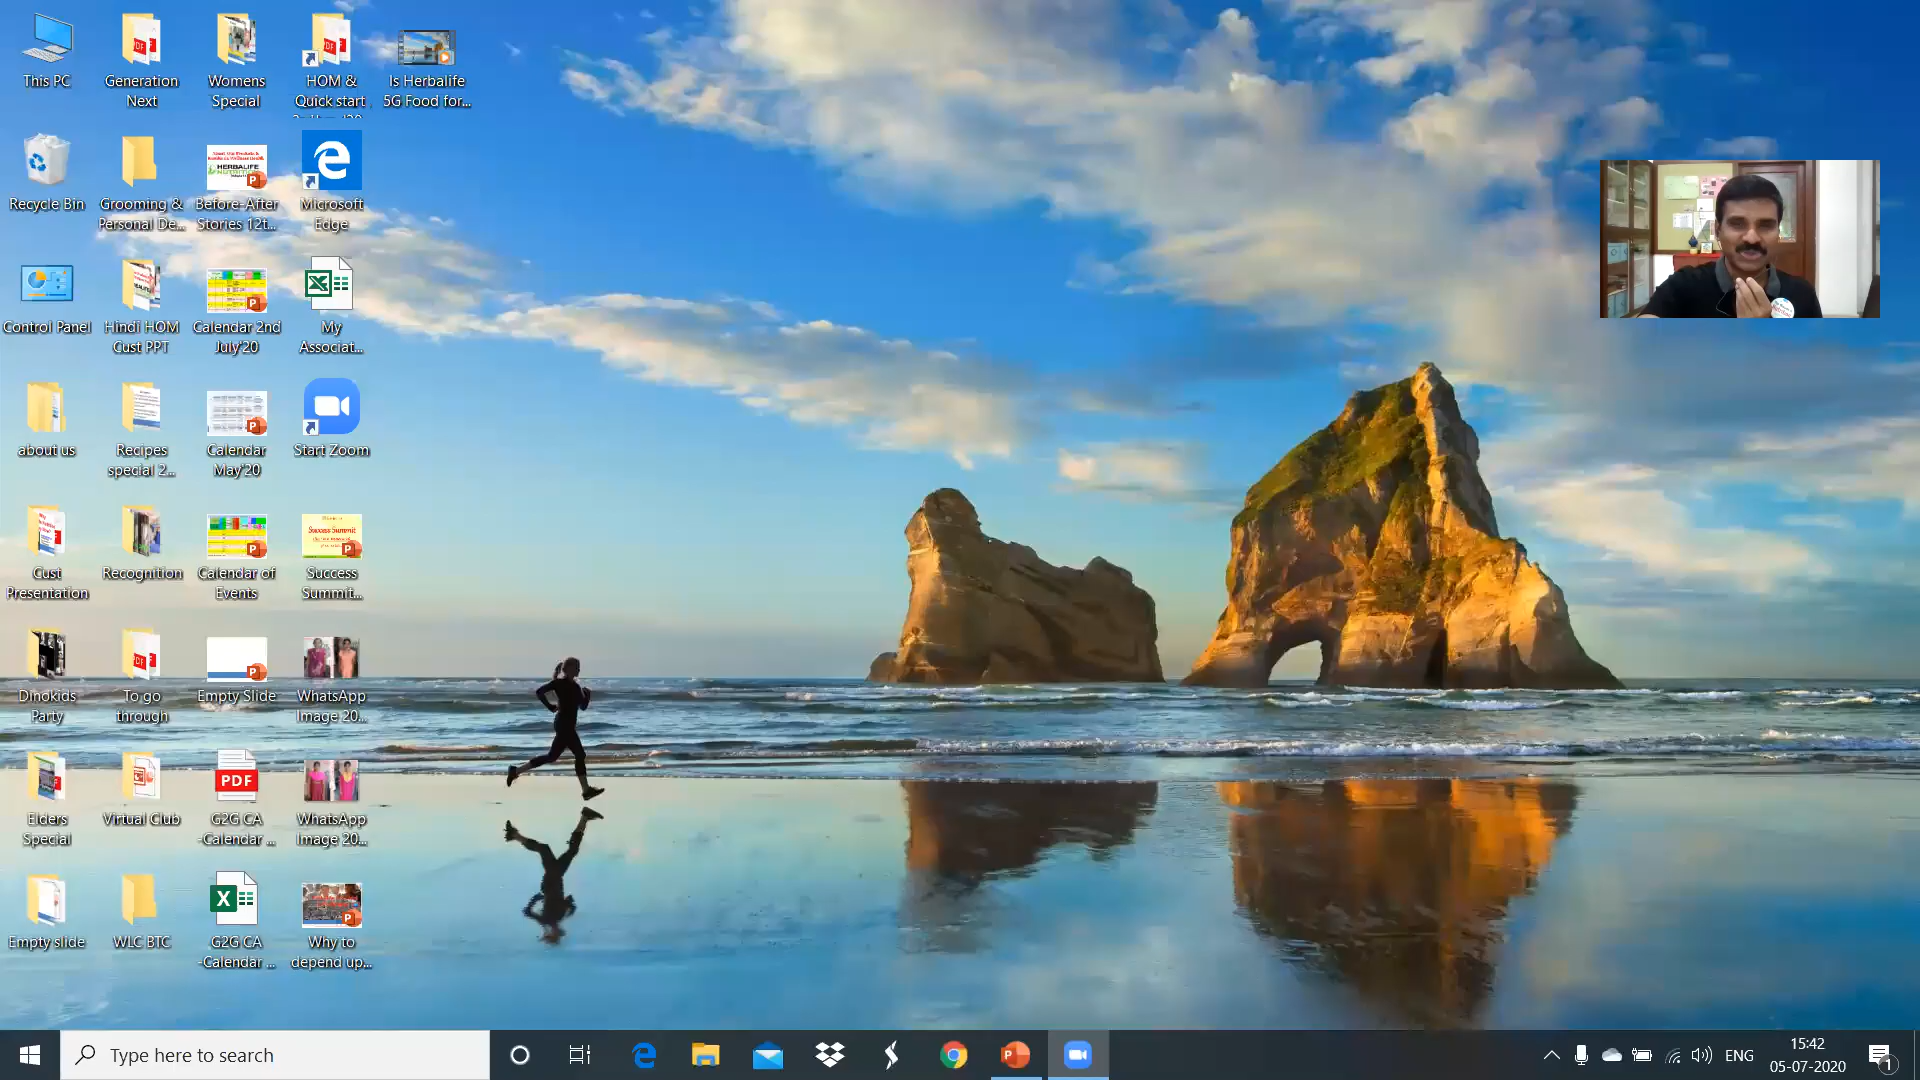 This PC
Generation
Next
Womens
Special
HOM &
Quick start
Is Herbalife
5G Food for...
Recycle Bin
Grooming &
Personal De...
HERBALIFE
Before-After
Stories 12t...
Microsoft
Edge
Control Panel
Hindi HOM
Cust PPT
Calendar 2nd
July'20
My
Associat...
about us
Recipes
special 2...
Calendar
May'20
Start Zoom
Cust
Presentation
Recognition
Calendar of
Events
Success Summit
Success
Summit...
Dinokids
Party
PDF
To go
through
Empty Slide
WhatsApp
Image 20...
Elders
Special
Virtual Club
PDF
G2G CA
-Calendar ...
WhatsApp
Image 20...
Empty slide
WLC BTC
G2G CA
-Calendar ...
Why to
depend up...
Type here to search
ENG
15:42
05-07-2020
1